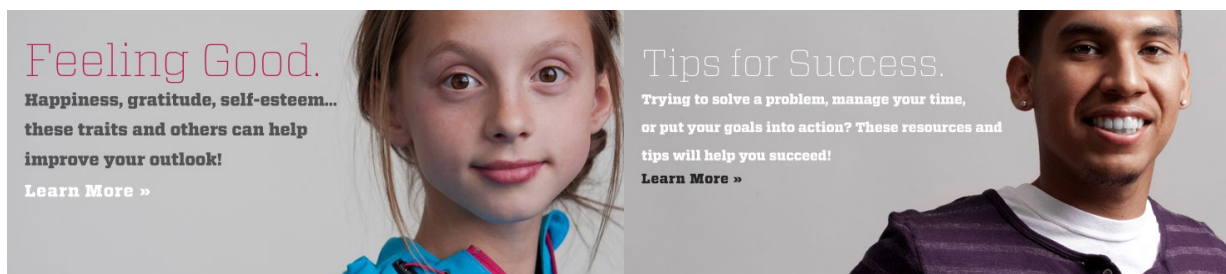 Feeling Good.
Happiness, gratitude, self-esteem...
these traits and others can help
improve your outlook!
Learn More »
Tips for Success.
Trying to solve a problem, manage your time,
or put your goals into action? These resources and
tips will help you succeed!
Learn More »